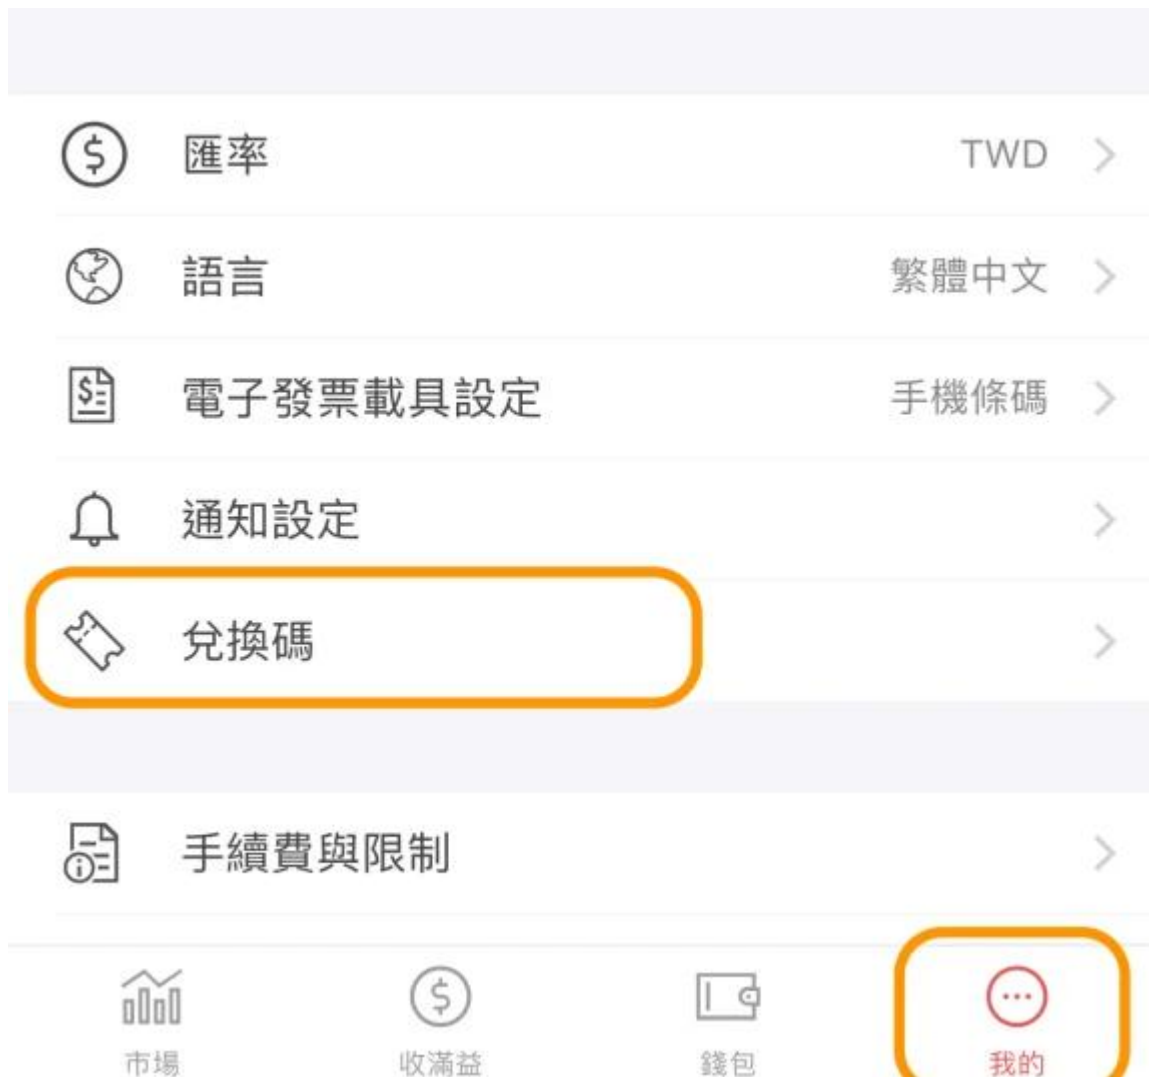 匯率 TWD
語言 繁體中文
電子發票載具設定 手機條碼
通知設定
兌換碼
手續費與限制
市場 收滿益 錢包 我的